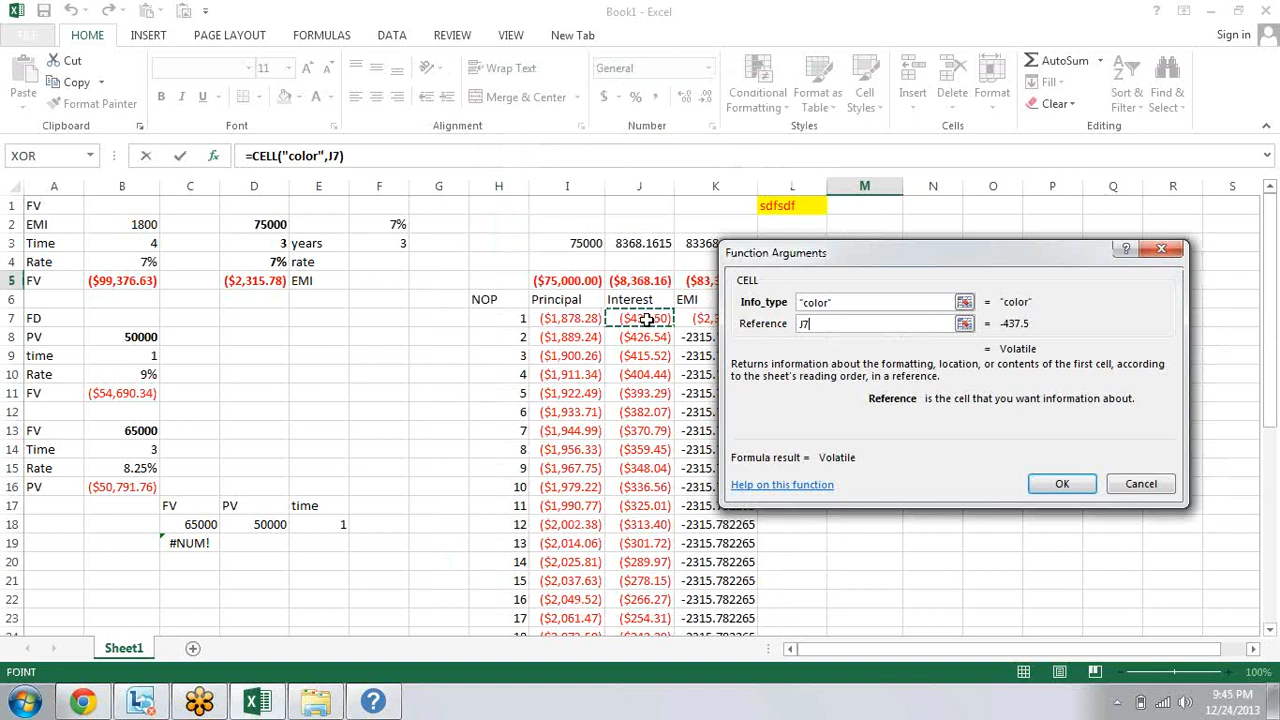 Book1 - Excel
FILE HOME INSERT PAGE LAYOUT FORMULAS DATA REVIEW VIEW New Tab Sign in
Cut
Copy
Format Painter
Paste
11
Wrap Text
Merge & Center
General
$ % ,
Conditional Formatting
Format as Table
Cell Styles
Insert Delete Format
AutoSum
Fill
Clear
Sort & Filter
Find & Select
Clipboard Font Alignment Number Styles Cells Editing
XOR =CELL("color",J7)
A B C D E F G H I J K L M N O P Q R S
1 FV sdfsdf
2 EMI 1800 75000 7%
3 Time 4 3 years 3 75000 8368.1615
4 Rate 7% 7% rate
5 FV ($99,376.63) ($2,315.78) EMI ($75,000.00) ($8,368.16)
6 NOP Principal Interest EMI
7 FD 1 ($1,878.28)
8 PV 50000 2 ($1,889.24) ($426.54) -2315.782265
9 time 1 3 ($1,900.26) ($415.52) -2315.782265
10 Rate 9% 4 ($1,911.34) ($404.44) -2315.782265
11 FV ($54,690.34) 5 ($1,922.49) ($393.29) -2315.782265
12 6 ($1,933.71) ($382.07) -2315.782265
13 FV 65000 7 ($1,944.99) ($370.79) -2315.782265
14 Time 3 8 ($1,956.33) ($359.45) -2315.782265
15 Rate 8.25% 9 ($1,967.75) ($348.04) -2315.782265
16 PV ($50,791.76) 10 ($1,979.22) ($336.56) -2315.782265
17 FV PV time 11 ($1,990.77) ($325.01) -2315.782265
18 65000 50000 1 12 ($2,002.38) ($313.40) -2315.782265
19 #NUM! 13 ($2,014.06) ($301.72) -2315.782265
20 14 ($2,025.81) ($289.97) -2315.782265
21 15 ($2,037.63) ($278.15) -2315.782265
22 16 ($2,049.52) ($266.27) -2315.782265
23 17 ($2,061.47) ($254.31) -2315.782265
Function Arguments
CELL
Info_type "color" = "color"
Reference J7 = -437.5
= Volatile
Returns information about the formatting, location, or contents of the first cell, according
to the sheet's reading order, in a reference.
Reference is the cell that you want information about.
Formula result = Volatile
Help on this function
OK Cancel
Sheet1
POINT 100%
9:45 PM
12/24/2013